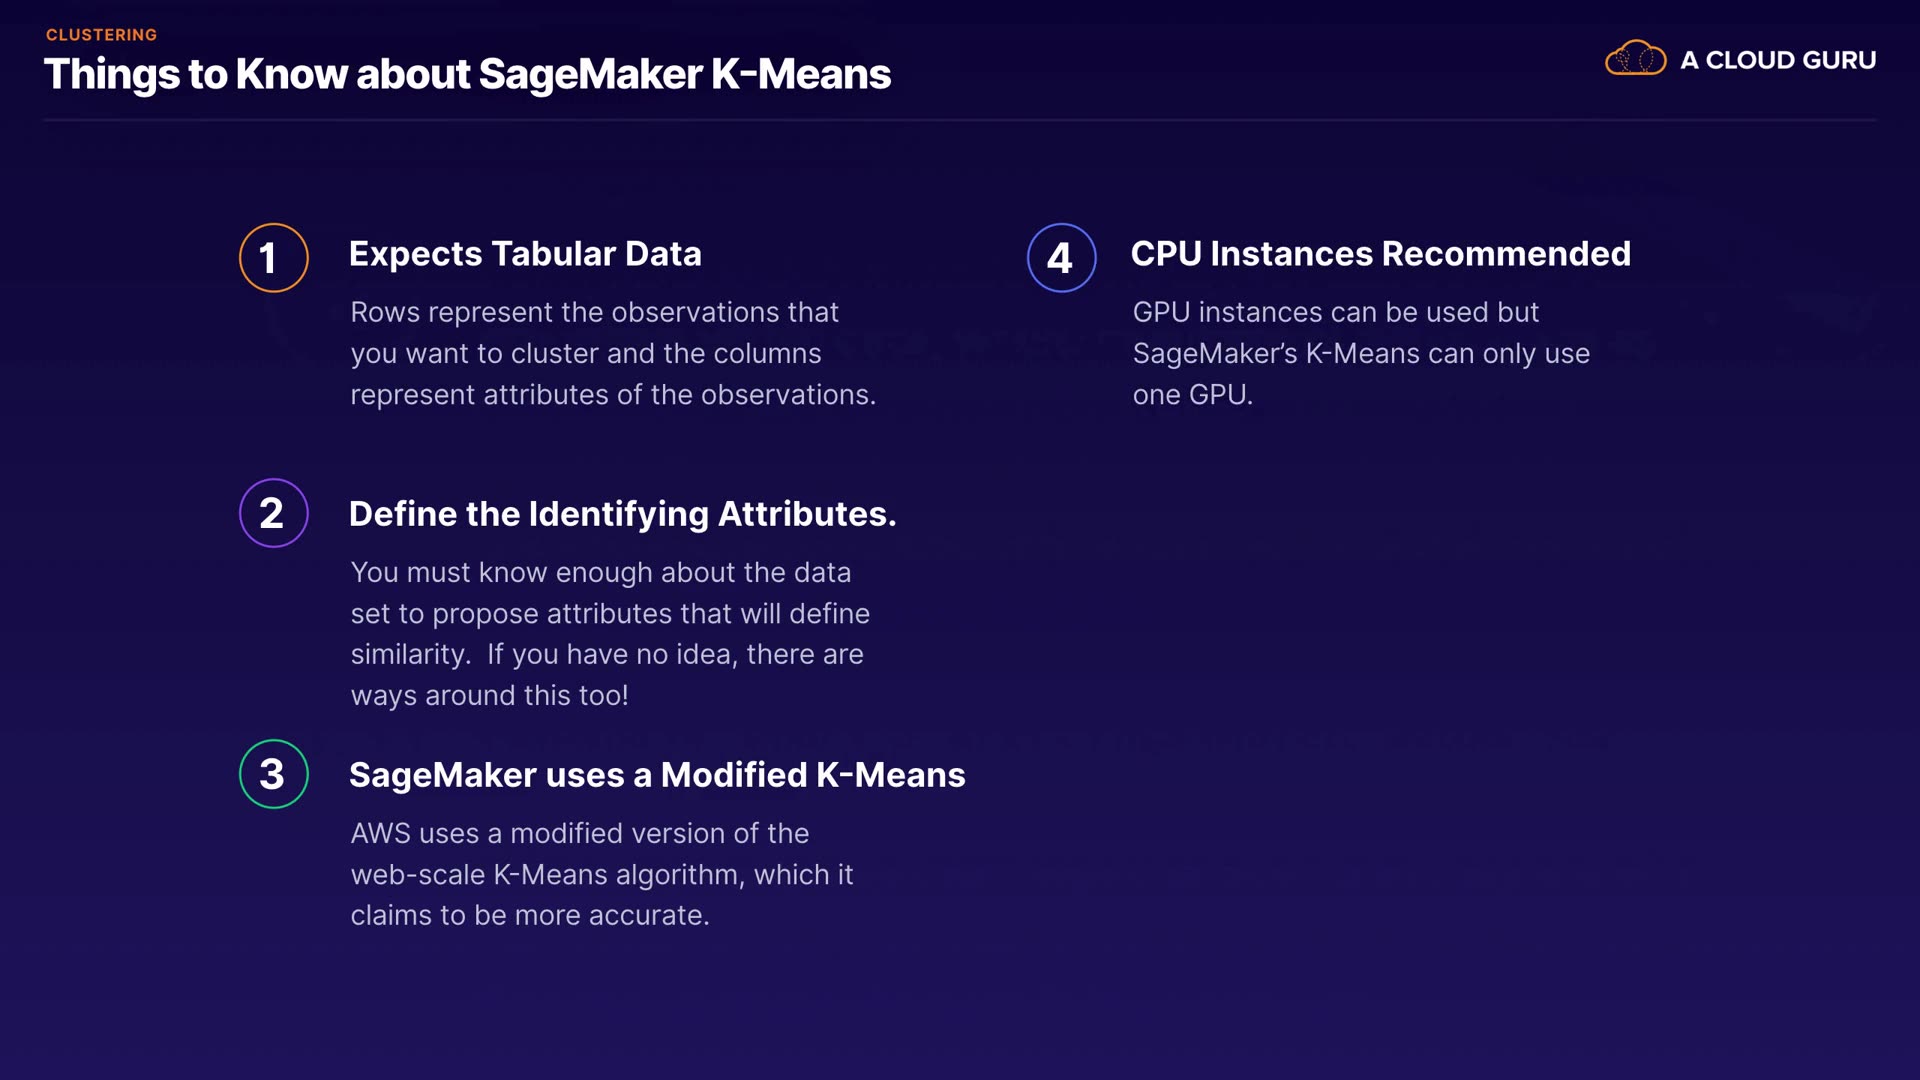 CLUSTERING
Things to Know about SageMaker K-Means
A CLOUD GURU
1
Expects Tabular Data
Rows represent the observations that
you want to cluster and the columns
represent attributes of the observations.
2
Define the Identifying Attributes.
You must know enough about the data
set to propose attributes that will define
similarity.  If you have no idea, there are
ways around this too!
3
SageMaker uses a Modified K-Means
AWS uses a modified version of the
web-scale K-Means algorithm, which it
claims to be more accurate.
4
CPU Instances Recommended
GPU instances can be used but
SageMaker’s K-Means can only use
one GPU.